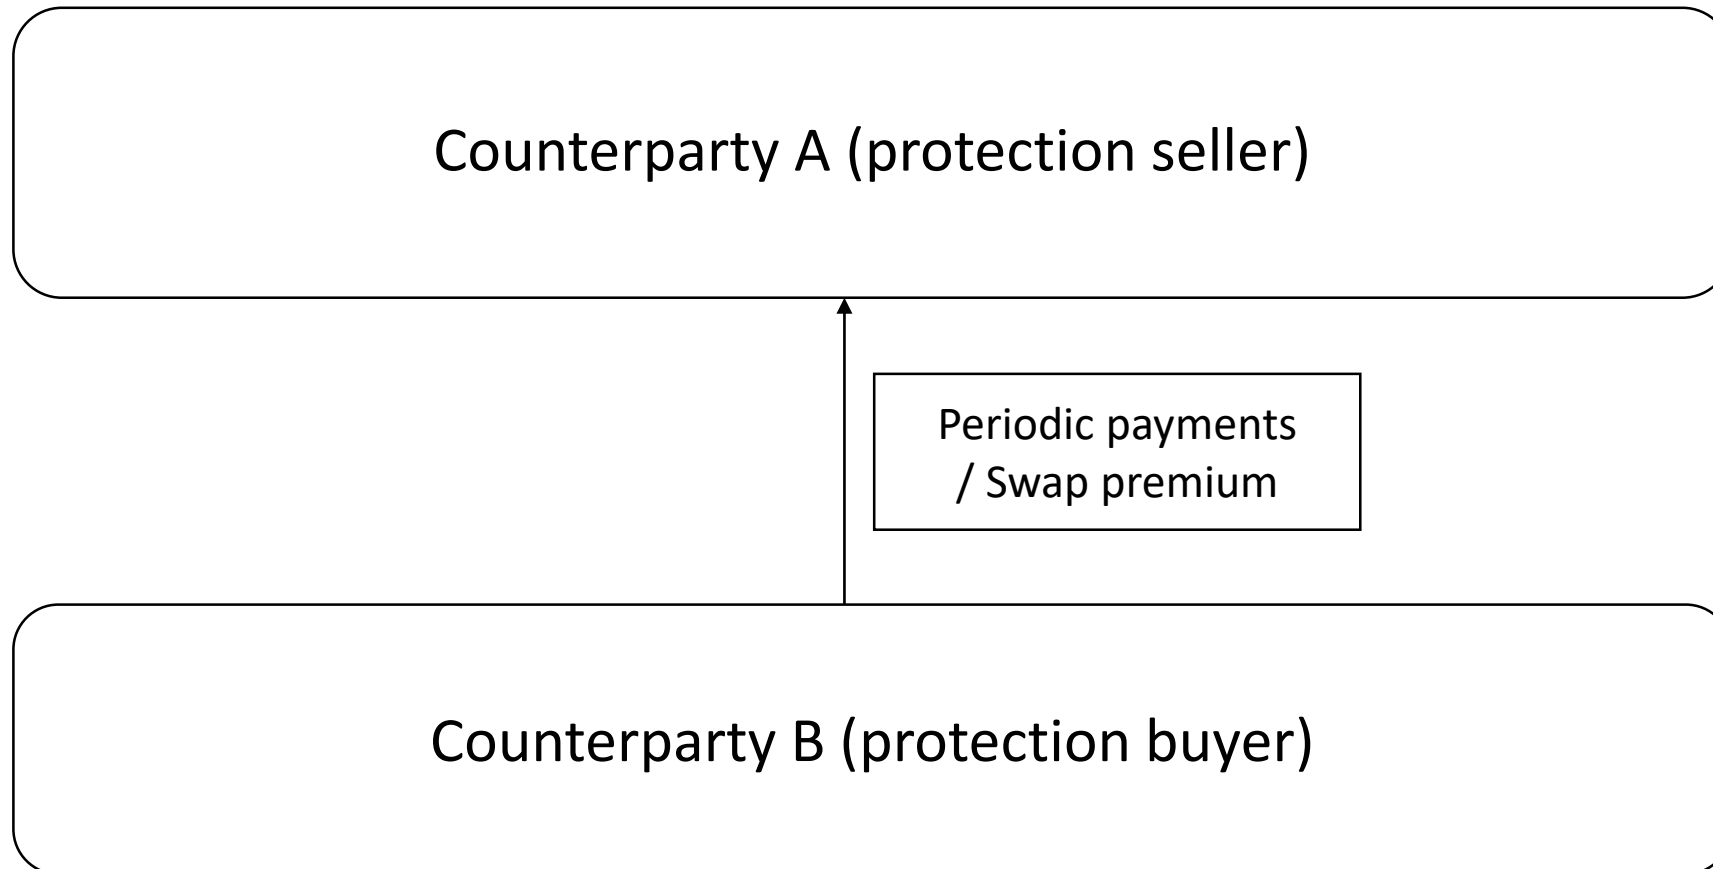 Counterparty A (protection seller)
Periodic payments
/ Swap premium
Counterparty B (protection buyer)